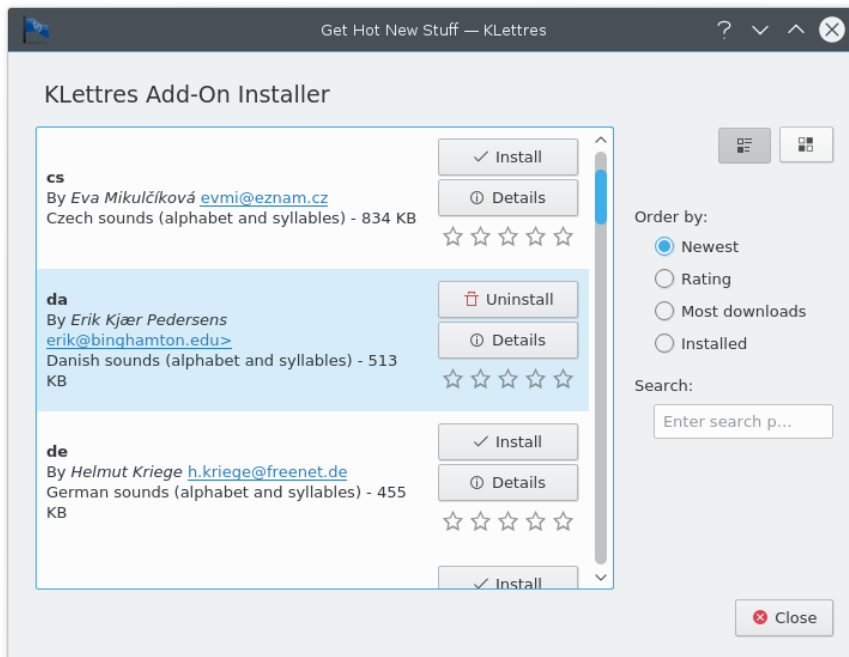 Get Hot New Stuff — KLettres
KLettres Add-On Installer
cs
By Eva Mikulčíková evmi@eznam.cz
Czech sounds (alphabet and syllables) - 834 KB
Install
Details
da
By Erik Kjær Pedersens
erik@binghamton.edu>
Danish sounds (alphabet and syllables) - 513
KB
Uninstall
Details
de
By Helmut Kriege h.kriege@freenet.de
German sounds (alphabet and syllables) - 455
KB
Install
Details
Install
Order by:
Newest
Rating
Most downloads
Installed
Search:
Enter search p...
Close